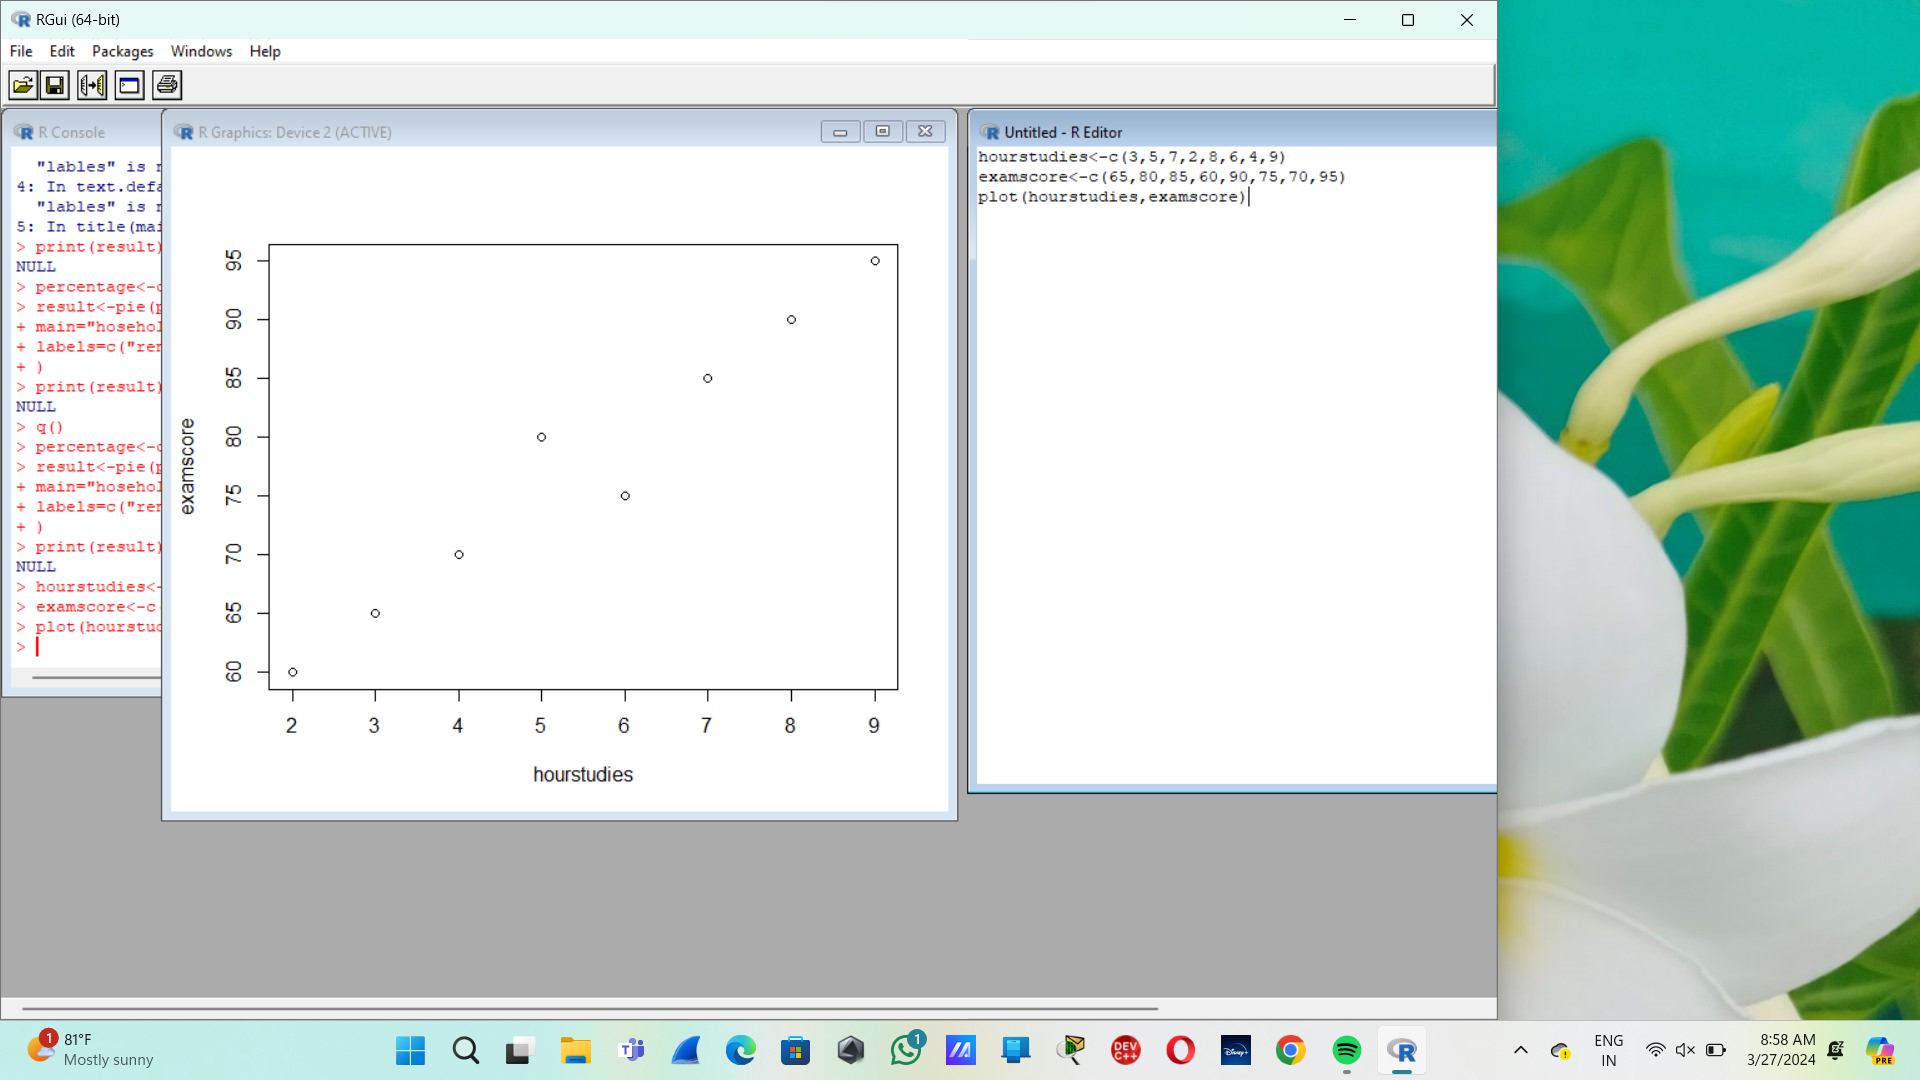 RGui (64-bit)
File Edit Packages Windows Help
R Console
"lables" is
4: In text.defa
"lables" is
5: In title(mai
> print(result)
NULL
> percentage<-
> result<-pie(
+ main="hosehol
+ labels=c("ren
+ )
> print(result)
NULL
> q()
> percentage<-
> result<-pie(
+ main="hosehol
+ labels=c("ren
+ )
> print(result)
NULL
> hourstudies<-
> examscore<-c
> plot(hourstud
>
R Graphics: Device 2 (ACTIVE)
95
90
85
80
75
70
65
60
examscore
2 3 4 5 6 7 8 9
hourstudies
Untitled - R Editor
hourstudies<-c(3,5,7,2,8,6,4,9)
examscore<-c(65,80,85,60,90,75,70,95)
plot(hourstudies,examscore)
1
81°F
Mostly sunny
1
DEV
C++
Disney+
ENG
IN
8:58 AM
3/27/2024
PRE